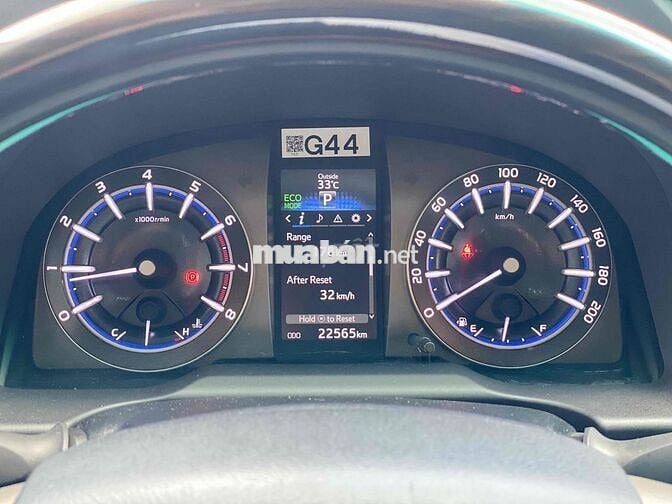 G44
Outside
33°C
ECO
MODE
P
Range
muaban.net
After Reset
32 km/h
Hold to Reset
ODO 22565 km
0 1 2 3 4 5 6 7 8
x1000r/min
C H
P
0 20 40 60 80 100 120 140 160 180 200
km/h
E F